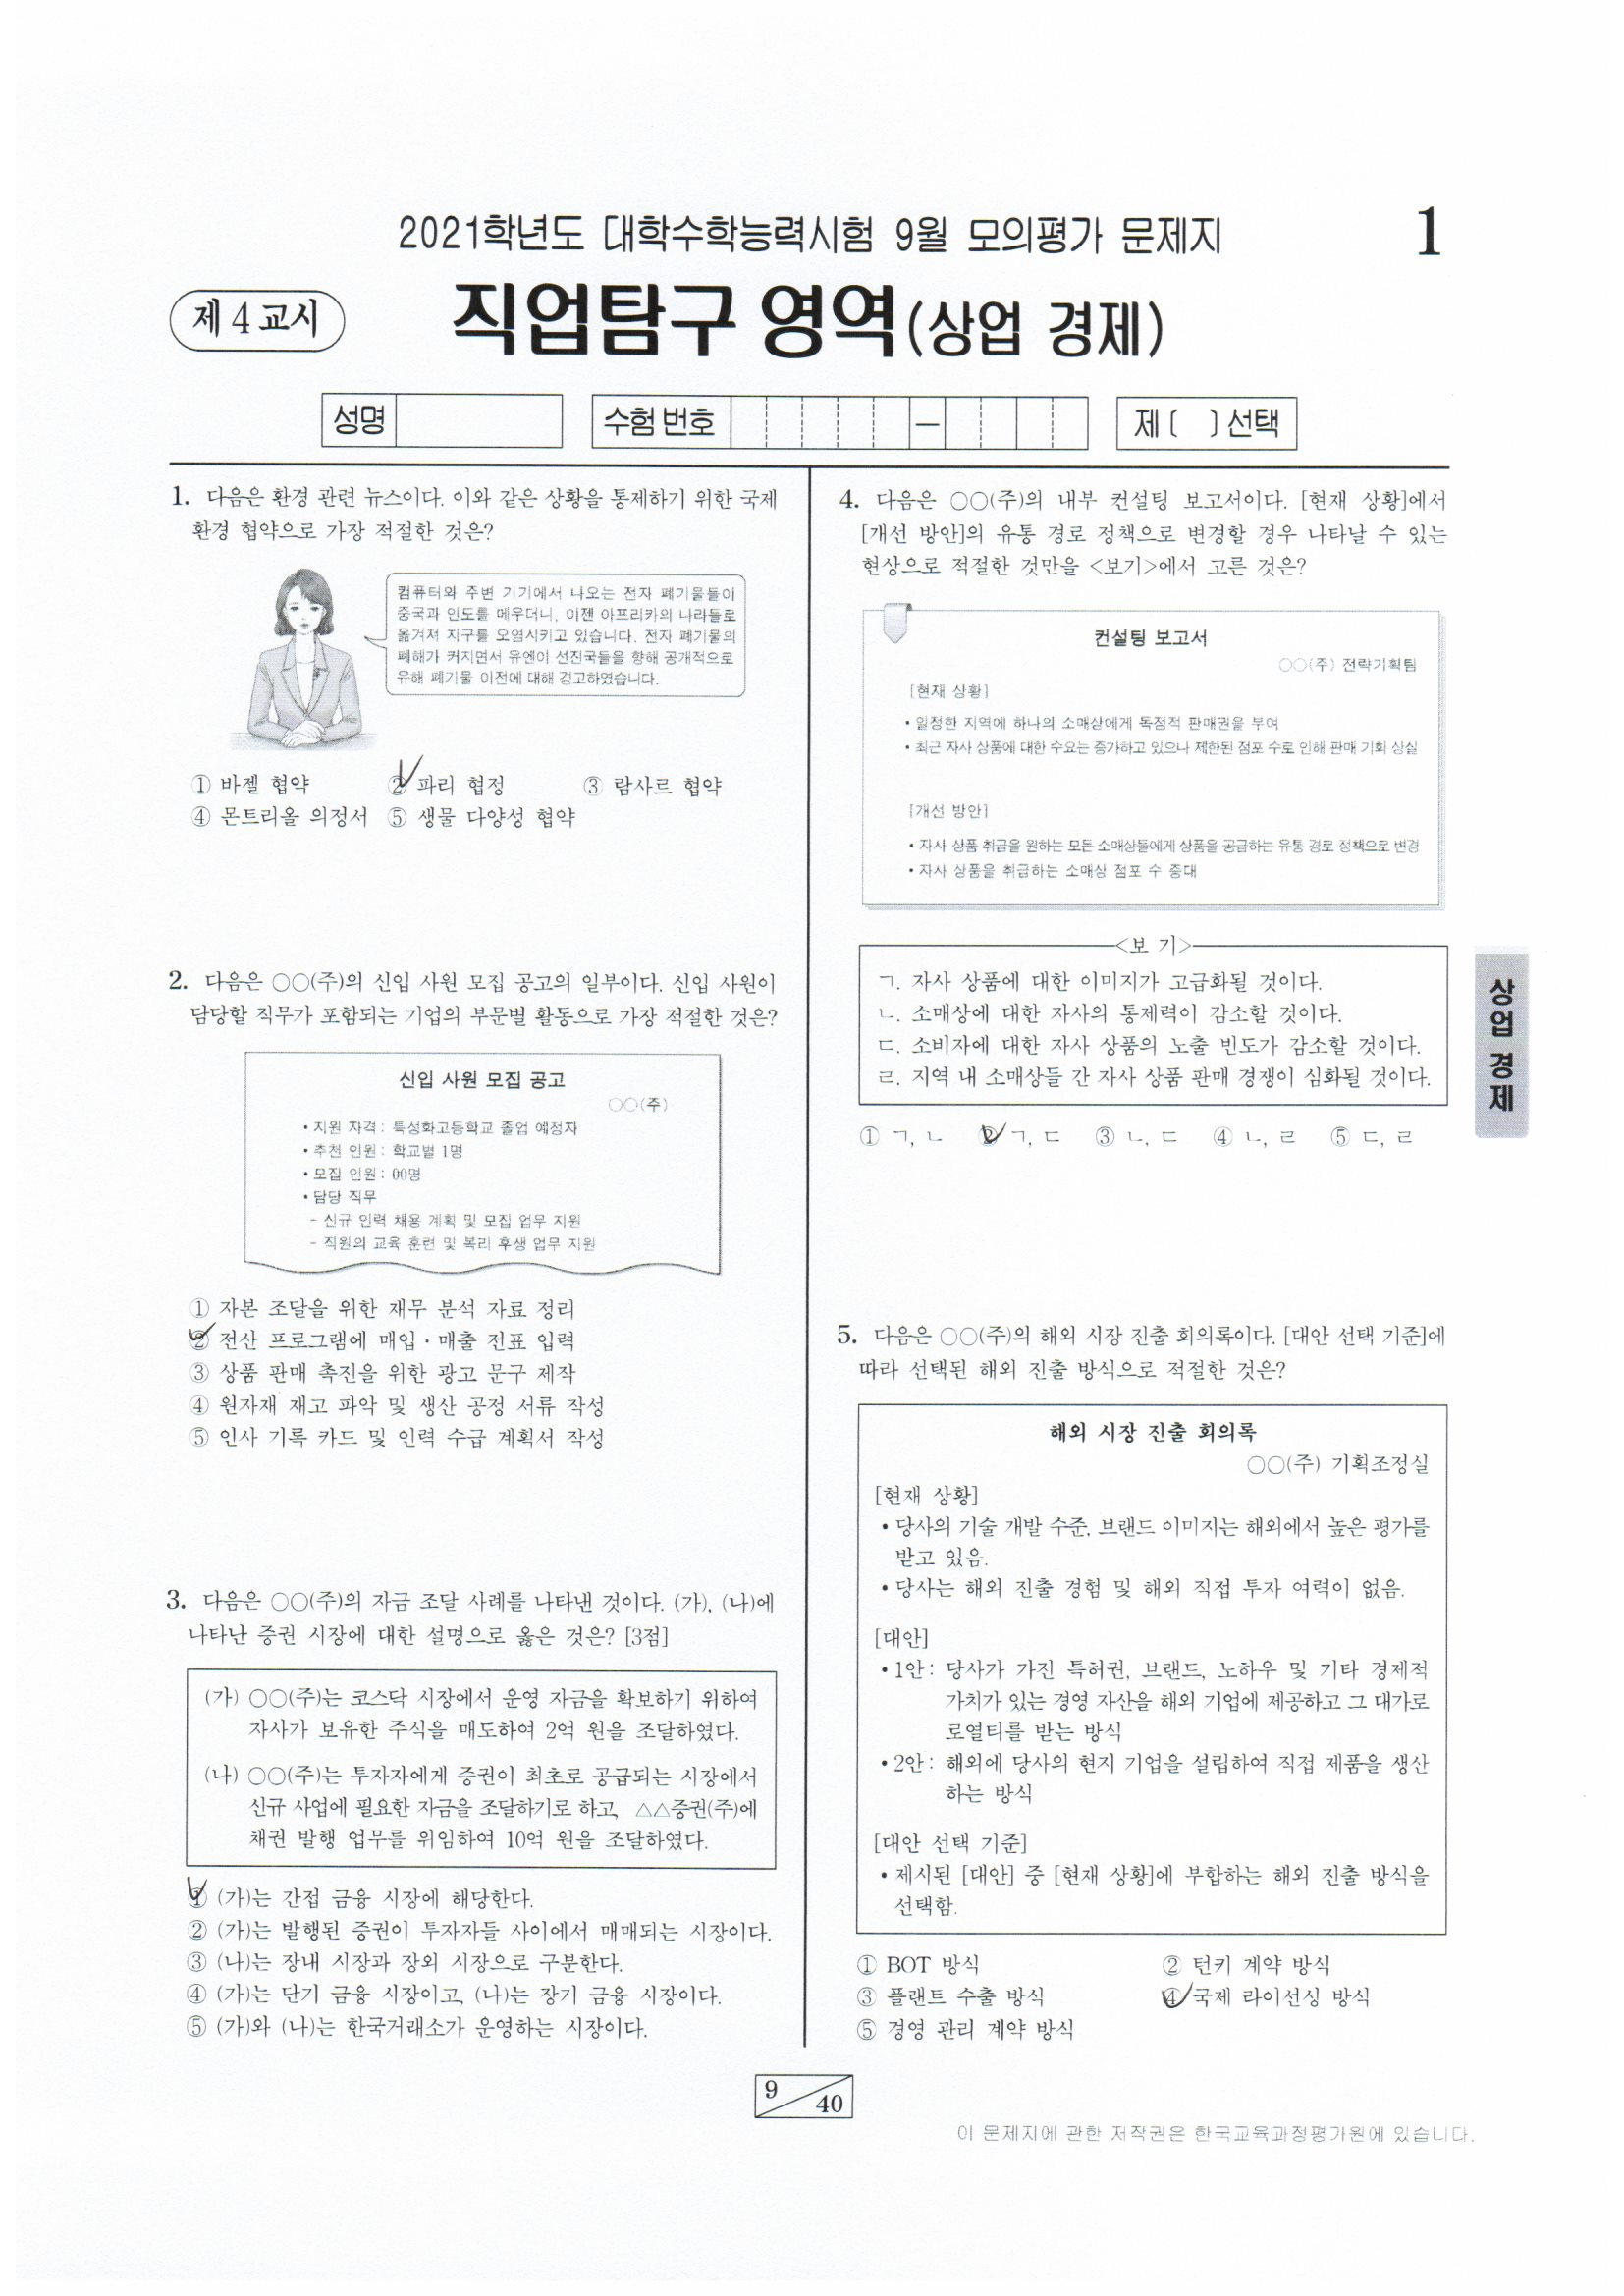 2021학년도 대학수학능력시험 9월 모의평가 문제지
1
제 4 교시
직업탐구 영역(상업 경제)
성명
수험 번호
—
제 ( ) 선택
1. 다음은 환경 관련 뉴스이다. 이와 같은 상황을 통제하기 위한 국제
환경 협약으로 가장 적절한 것은?
컴퓨터와 주변 기기에서 나오는 전자 폐기물들이
중국과 인도를 메우더니, 이젠 아프리카의 나라들로
옮겨져 지구를 오염시키고 있습니다. 전자 폐기물의
폐해가 커지면서 유엔이 선진국들을 향해 공개적으로
유해 폐기물 이전에 대해 경고하였습니다.
① 바젤 협약 ② 파리 협정 ③ 람사르 협약
④ 몬트리올 의정서 ⑤ 생물 다양성 협약
2. 다음은 ○○(주)의 신입 사원 모집 공고의 일부이다. 신입 사원이
담당할 직무가 포함되는 기업의 부문별 활동으로 가장 적절한 것은?
신입 사원 모집 공고
○○(주)
• 지원 자격 : 특성화고등학교 졸업 예정자
• 추천 인원 : 학교별 1명
• 모집 인원 : 00명
• 담당 직무
- 신규 인력 채용 계획 및 모집 업무 지원
- 직원의 교육 훈련 및 복리 후생 업무 지원
① 자본 조달을 위한 재무 분석 자료 정리
② 전산 프로그램에 매입·매출 전표 입력
③ 상품 판매 촉진을 위한 광고 문구 제작
④ 원자재 재고 파악 및 생산 공정 서류 작성
⑤ 인사 기록 카드 및 인력 수급 계획서 작성
3. 다음은 ○○(주)의 자금 조달 사례를 나타낸 것이다. (가), (나)에
나타난 증권 시장에 대한 설명으로 옳은 것은? [3점]
(가) ○○(주)는 코스닥 시장에서 운영 자금을 확보하기 위하여
자사가 보유한 주식을 매도하여 2억 원을 조달하였다.
(나) ○○(주)는 투자자에게 증권이 최초로 공급되는 시장에서
신규 사업에 필요한 자금을 조달하기로 하고, △△증권(주)에
채권 발행 업무를 위임하여 10억 원을 조달하였다.
① (가)는 간접 금융 시장에 해당한다.
② (가)는 발행된 증권이 투자자들 사이에서 매매되는 시장이다.
③ (나)는 장내 시장과 장외 시장으로 구분한다.
④ (가)는 단기 금융 시장이고, (나)는 장기 금융 시장이다.
⑤ (가)와 (나)는 한국거래소가 운영하는 시장이다.
4. 다음은 ○○(주)의 내부 컨설팅 보고서이다. [현재 상황]에서
[개선 방안]의 유통 경로 정책으로 변경할 경우 나타날 수 있는
현상으로 적절한 것만을 <보기>에서 고른 것은?
컨설팅 보고서
○○(주) 전략기획팀
[현재 상황]
• 일정한 지역에 하나의 소매상에게 독점적 판매권을 부여
• 최근 자사 상품에 대한 수요는 증가하고 있으나 제한된 점포 수로 인해 판매 기회 상실
[개선 방안]
• 자사 상품 취급을 원하는 모든 소매상들에게 상품을 공급하는 유통 경로 정책으로 변경
• 자사 상품을 취급하는 소매상 점포 수 증대
<보 기>
ㄱ. 자사 상품에 대한 이미지가 고급화될 것이다.
ㄴ. 소매상에 대한 자사의 통제력이 감소할 것이다.
ㄷ. 소비자에 대한 자사 상품의 노출 빈도가 감소할 것이다.
ㄹ. 지역 내 소매상들 간 자사 상품 판매 경쟁이 심화될 것이다.
① ㄱ, ㄴ ② ㄱ, ㄷ ③ ㄴ, ㄷ ④ ㄴ, ㄹ ⑤ ㄷ, ㄹ
5. 다음은 ○○(주)의 해외 시장 진출 회의록이다. [대안 선택 기준]에
따라 선택된 해외 진출 방식으로 적절한 것은?
해외 시장 진출 회의록
○○(주) 기획조정실
[현재 상황]
• 당사의 기술 개발 수준, 브랜드 이미지는 해외에서 높은 평가를
받고 있음.
• 당사는 해외 진출 경험 및 해외 직접 투자 여력이 없음.
[대안]
• 1안 : 당사가 가진 특허권, 브랜드, 노하우 및 기타 경제적
가치가 있는 경영 자산을 해외 기업에 제공하고 그 대가로
로열티를 받는 방식
• 2안 : 해외에 당사의 현지 기업을 설립하여 직접 제품을 생산
하는 방식
[대안 선택 기준]
• 제시된 [대안] 중 [현재 상황]에 부합하는 해외 진출 방식을
선택함.
① BOT 방식 ② 턴키 계약 방식
③ 플랜트 수출 방식 ④ 국제 라이선싱 방식
⑤ 경영 관리 계약 방식
상업 경제
9
40
이 문제지에 관한 저작권은 한국교육과정평가원에 있습니다.